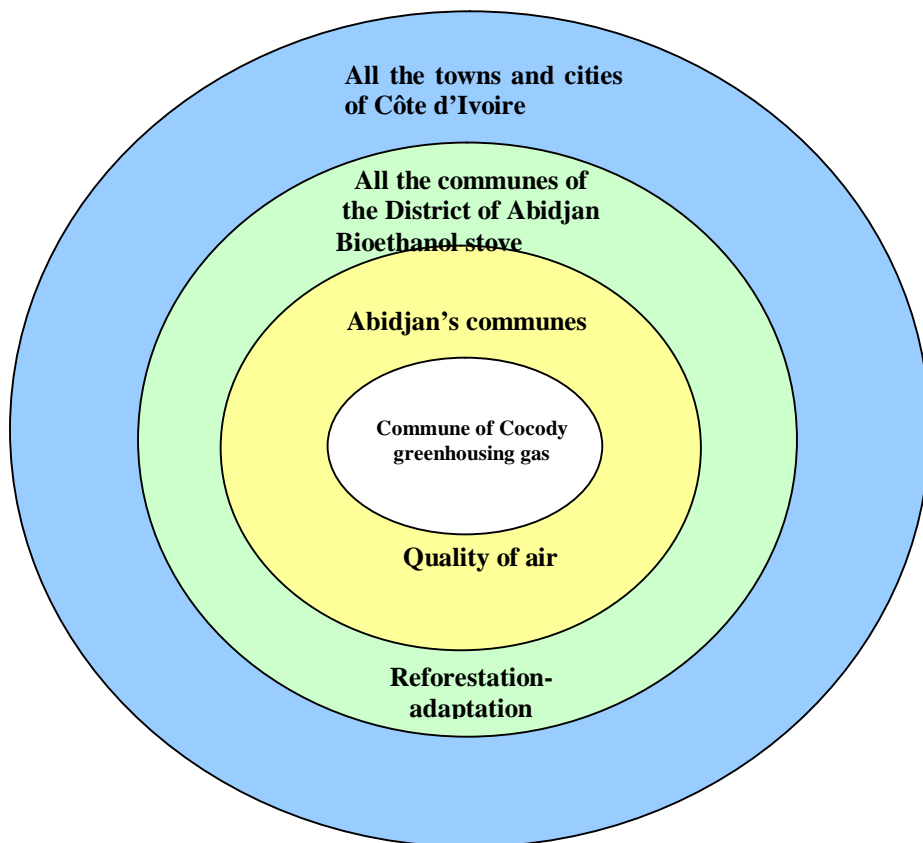 All the towns and cities
of Côte d’Ivoire
All the communes of
the District of Abidjan
Bioethanol stove
Abidjan’s communes
Commune of Cocody
greenhousing gas
Quality of air
Reforestation-
adaptation